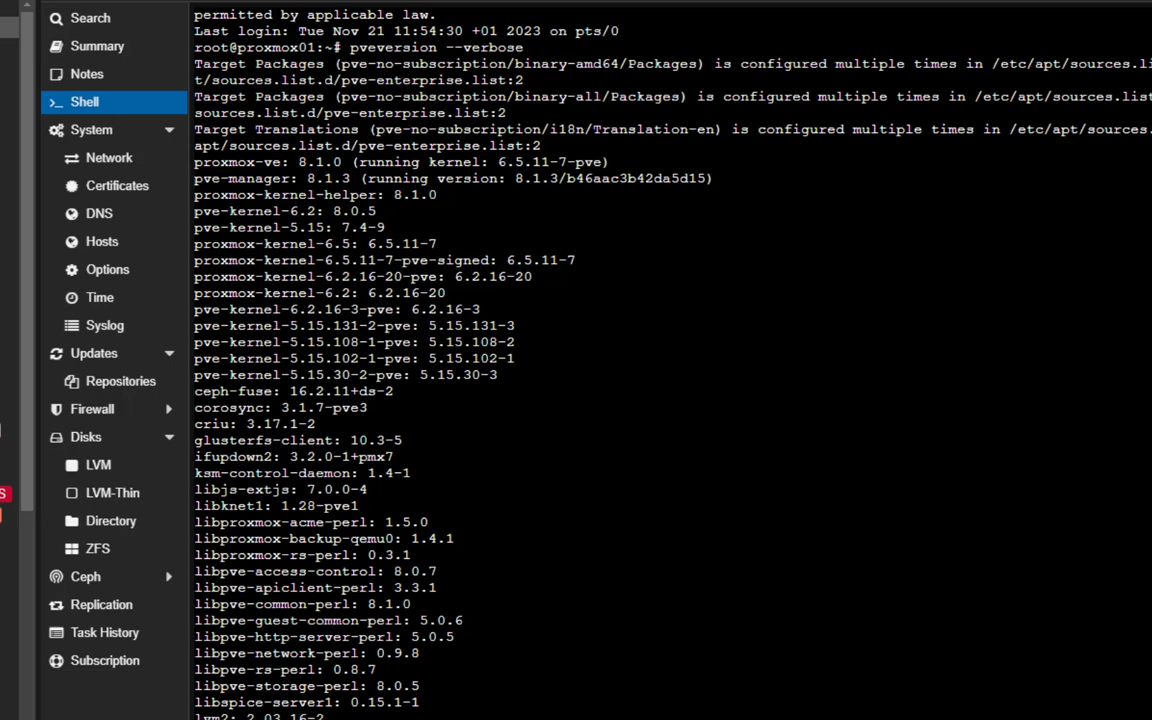 Search
Summary
Notes
Shell
System
Network
Certificates
DNS
Hosts
Options
Time
Syslog
Updates
Repositories
Firewall
Disks
LVM
LVM-Thin
Directory
ZFS
Ceph
Replication
Task History
Subscription
S
permitted by applicable law.
Last login: Tue Nov 21 11:54:30 +01 2023 on pts/0
root@proxmox01:~# pveversion --verbose
Target Packages (pve-no-subscription/binary-amd64/Packages) is configured multiple times in /etc/apt/sources.li
t/sources.list.d/pve-enterprise.list:2
Target Packages (pve-no-subscription/binary-all/Packages) is configured multiple times in /etc/apt/sources.list
sources.list.d/pve-enterprise.list:2
Target Translations (pve-no-subscription/i18n/Translation-en) is configured multiple times in /etc/apt/sources.
apt/sources.list.d/pve-enterprise.list:2
proxmox-ve: 8.1.0 (running kernel: 6.5.11-7-pve)
pve-manager: 8.1.3 (running version: 8.1.3/b46aac3b42da5d15)
proxmox-kernel-helper: 8.1.0
pve-kernel-6.2: 8.0.5
pve-kernel-5.15: 7.4-9
proxmox-kernel-6.5: 6.5.11-7
proxmox-kernel-6.5.11-7-pve-signed: 6.5.11-7
proxmox-kernel-6.2.16-20-pve: 6.2.16-20
proxmox-kernel-6.2: 6.2.16-20
pve-kernel-6.2.16-3-pve: 6.2.16-3
pve-kernel-5.15.131-2-pve: 5.15.131-3
pve-kernel-5.15.108-1-pve: 5.15.108-2
pve-kernel-5.15.102-1-pve: 5.15.102-1
pve-kernel-5.15.30-2-pve: 5.15.30-3
ceph-fuse: 16.2.11+ds-2
corosync: 3.1.7-pve3
criu: 3.17.1-2
glusterfs-client: 10.3-5
ifupdown2: 3.2.0-1+pmx7
ksm-control-daemon: 1.4-1
libjs-extjs: 7.0.0-4
libknet1: 1.28-pve1
libproxmox-acme-perl: 1.5.0
libproxmox-backup-qemu0: 1.4.1
libproxmox-rs-perl: 0.3.1
libpve-access-control: 8.0.7
libpve-apiclient-perl: 3.3.1
libpve-common-perl: 8.1.0
libpve-guest-common-perl: 5.0.6
libpve-http-server-perl: 5.0.5
libpve-network-perl: 0.9.8
libpve-rs-perl: 0.8.7
libpve-storage-perl: 8.0.5
libspice-server1: 0.15.1-1
lvm2: 2.03.16-2